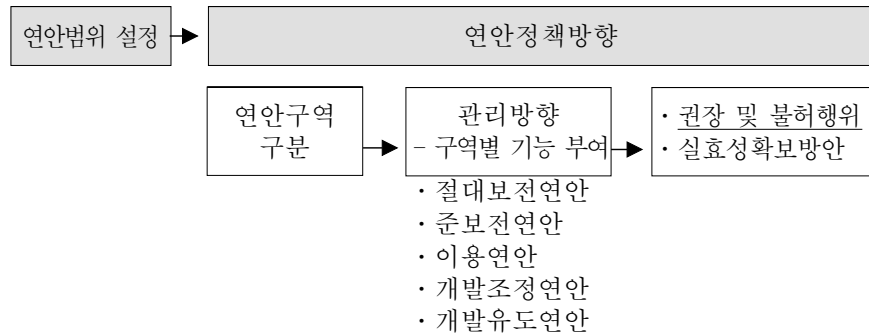 연안범위 설정
연안정책방향
연안구역
구분
관리방향
- 구역별 기능 부여
· 절대보전연안
· 준보전연안
· 이용연안
· 개발조정연안
· 개발유도연안
· 권장 및 불허행위
· 실효성확보방안